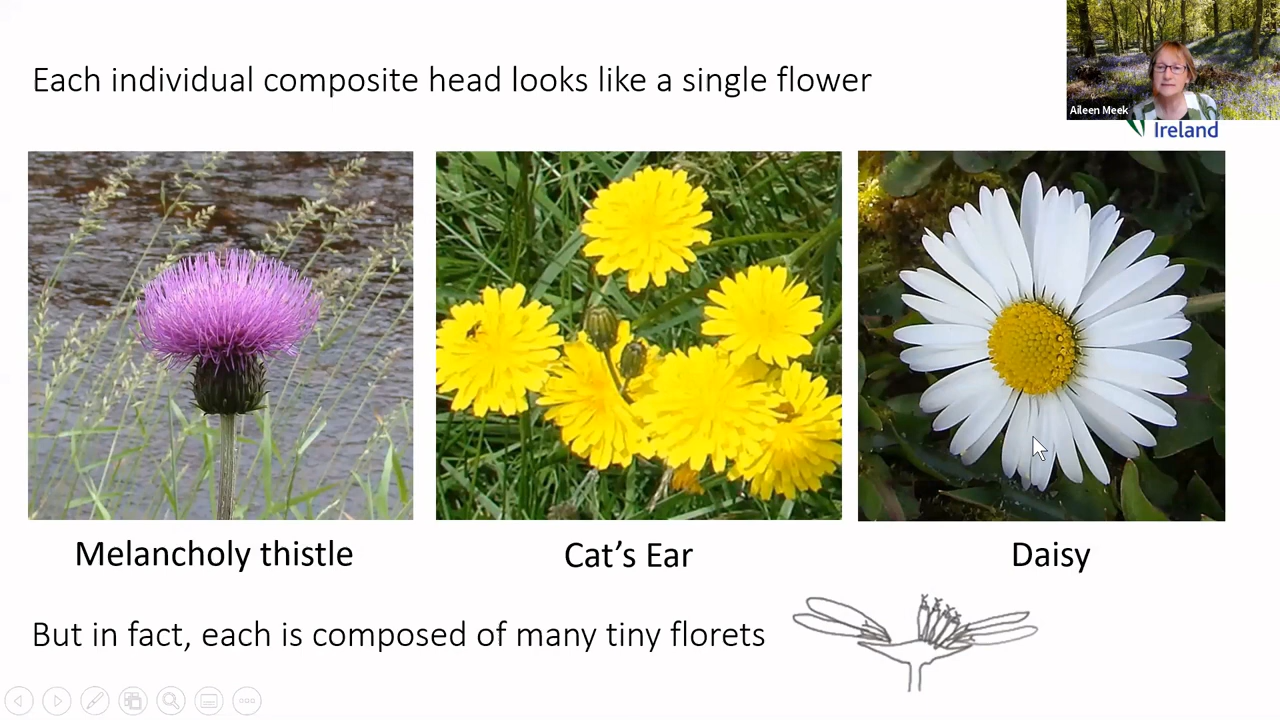 Each individual composite head looks like a single flower
Aileen Meek
Ireland
Melancholy thistle
Cat’s Ear
Daisy
But in fact, each is composed of many tiny florets